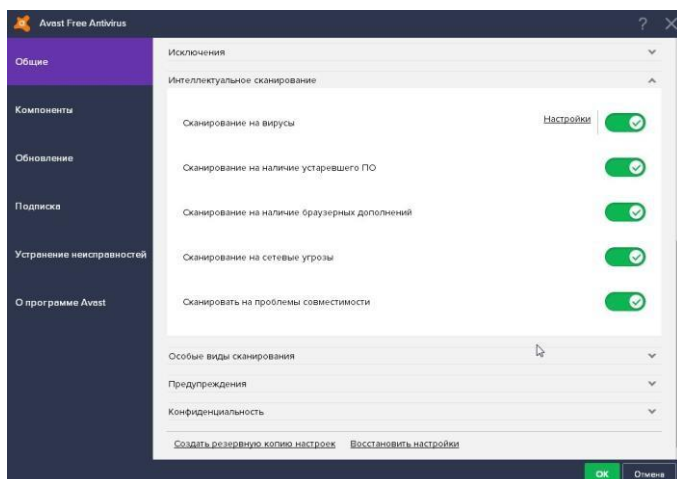 Avast Free Antivirus
?
Общие
Компоненты
Обновление
Подписка
Устранение неисправностей
О программе Avast
Исключения
Интеллектуальное сканирование
Сканирование на вирусы
Настройки
Сканирование на наличие устаревшего ПО
Сканирование на наличие браузерных дополнений
Сканирование на сетевые угрозы
Сканировать на проблемы совместимости
Особые виды сканирования
Предупреждения
Конфиденциальность
Создать резервную копию настроек
Восстановить настройки
ОК
Отмена